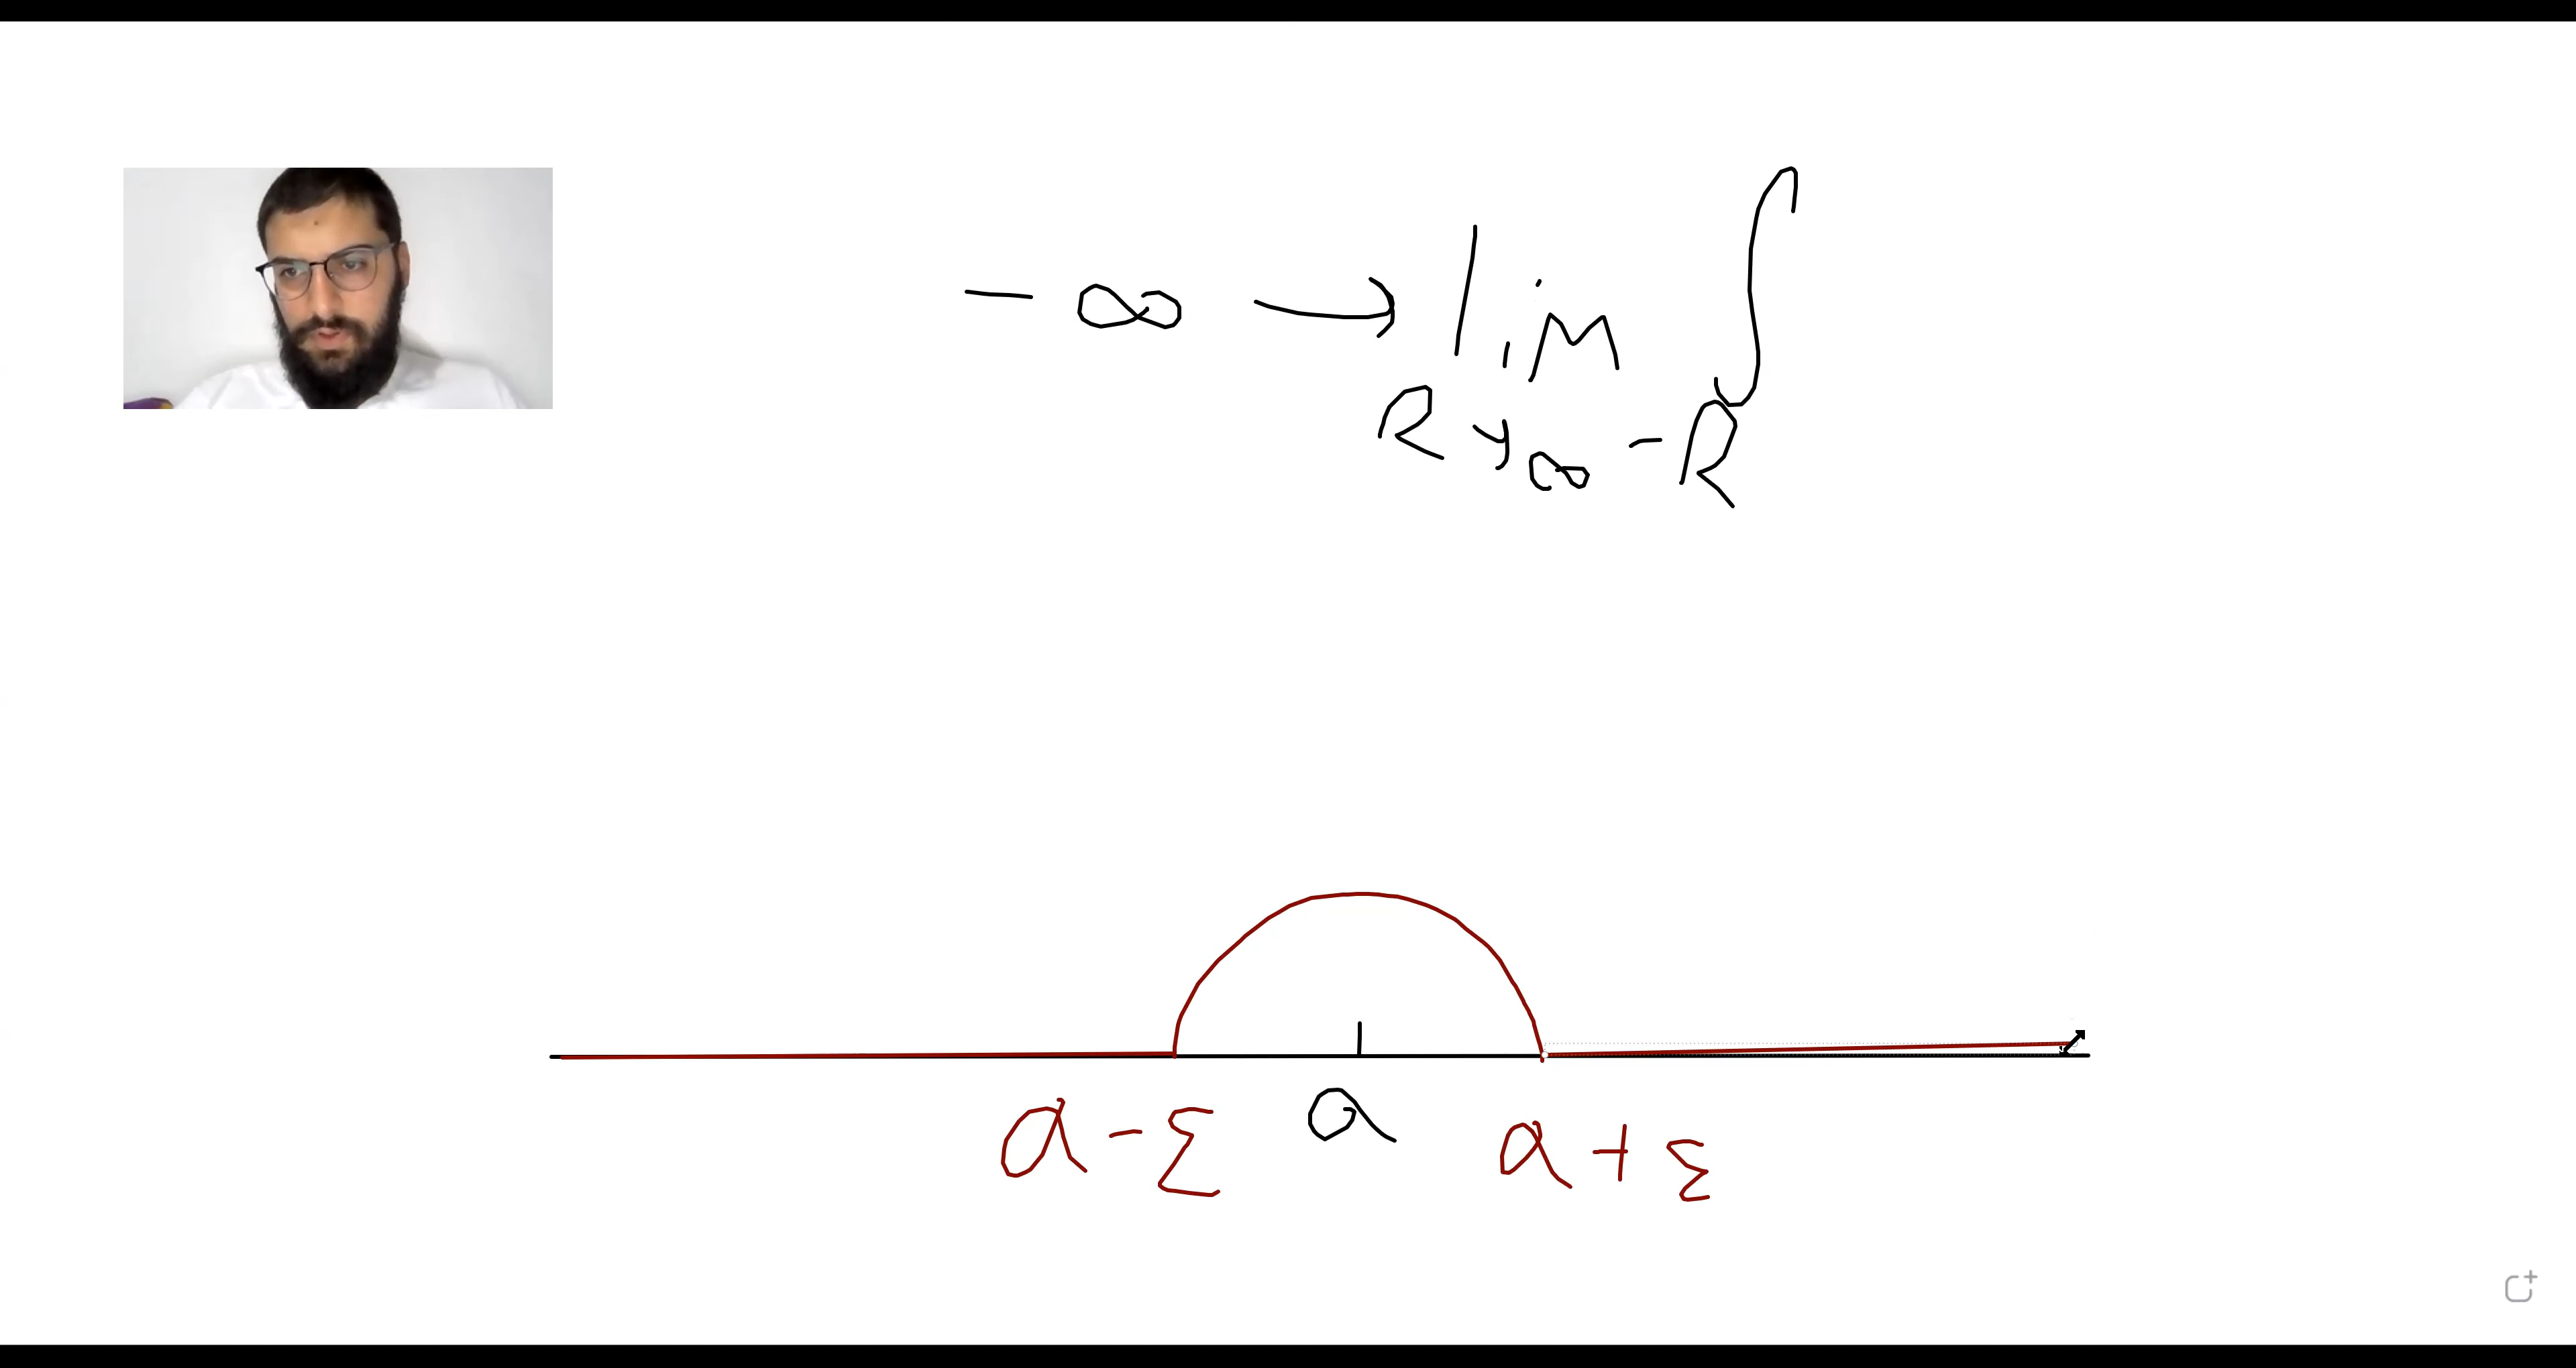 - ∞ → lim ∫
R → ∞ -R
a - ε a a + ε